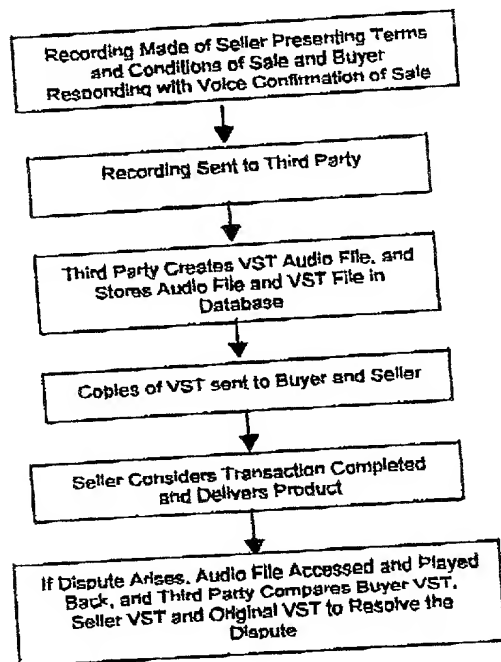 Recording Made of Seller Presenting Terms
and Conditions of Sale and Buyer
Responding with Voice Confirmation of Sale
Recording Sent to Third Party
Third Party Creates VST Audio File, and
Stores Audio File and VST File in
Database
Copies of VST sent to Buyer and Seller
Seller Considers Transaction Completed
and Delivers Product
If Dispute Arises, Audio File Accessed and Played
Back, and Third Party Compares Buyer VST,
Seller VST and Original VST to Resolve the
Dispute